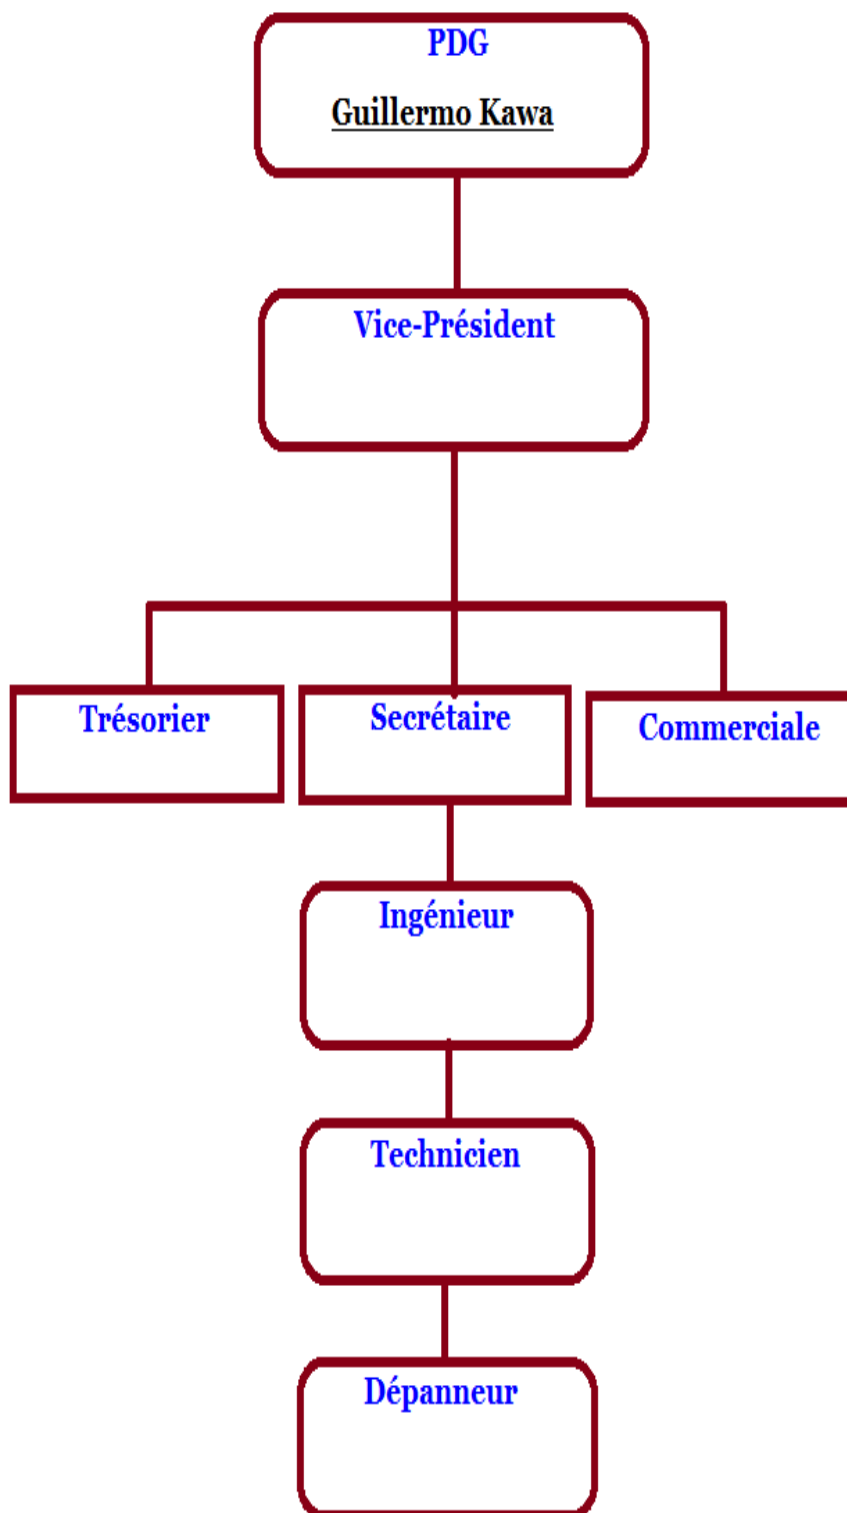 PDG
Guillermo Kawa
Vice-Président
Trésorier
Secrétaire
Commerciale
Ingénieur
Technicien
Dépanneur